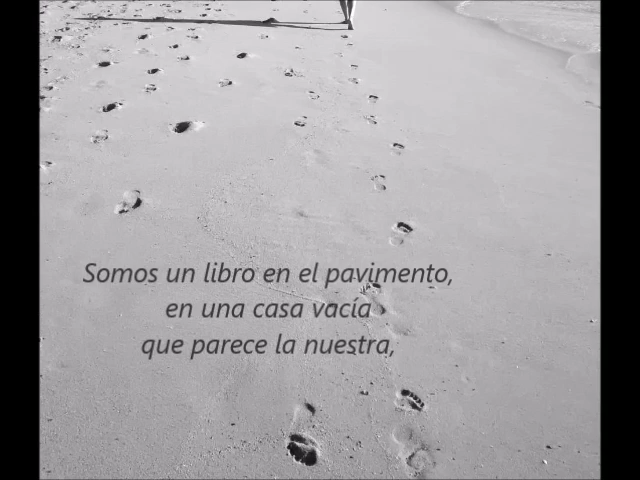 Somos un libro en el pavimento,
en una casa vacía
que parece la nuestra,